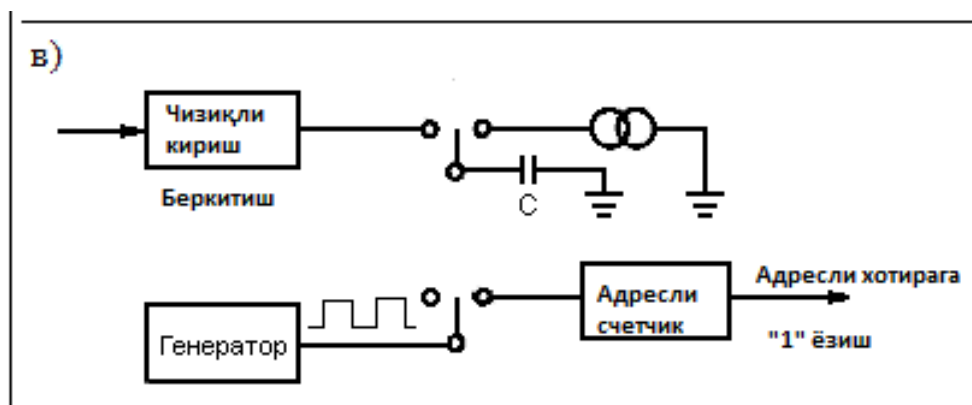 в)
Чизиқли
кириш
Беркитиш
С
Генератор
Адресли
счетчик
Адресли хотирага
"1" ёзиш